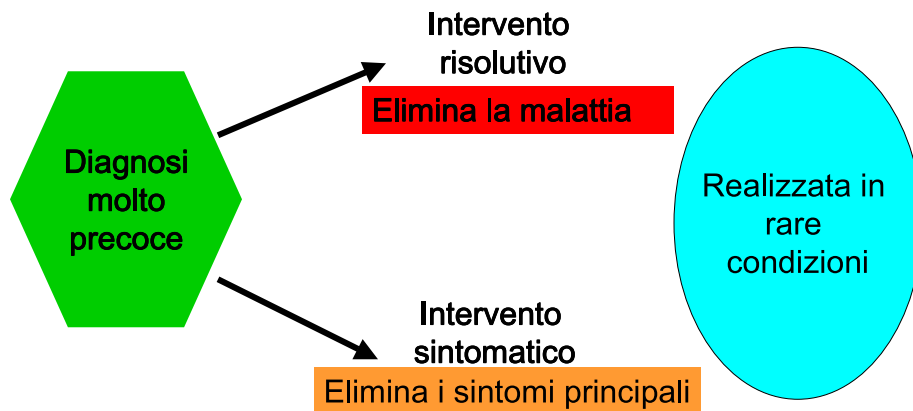 Diagnosi
molto
precoce
Intervento
risolutivo
Elimina la malattia
Intervento
sintomatico
Elimina i sintomi principali
Realizzata in
rare
condizioni